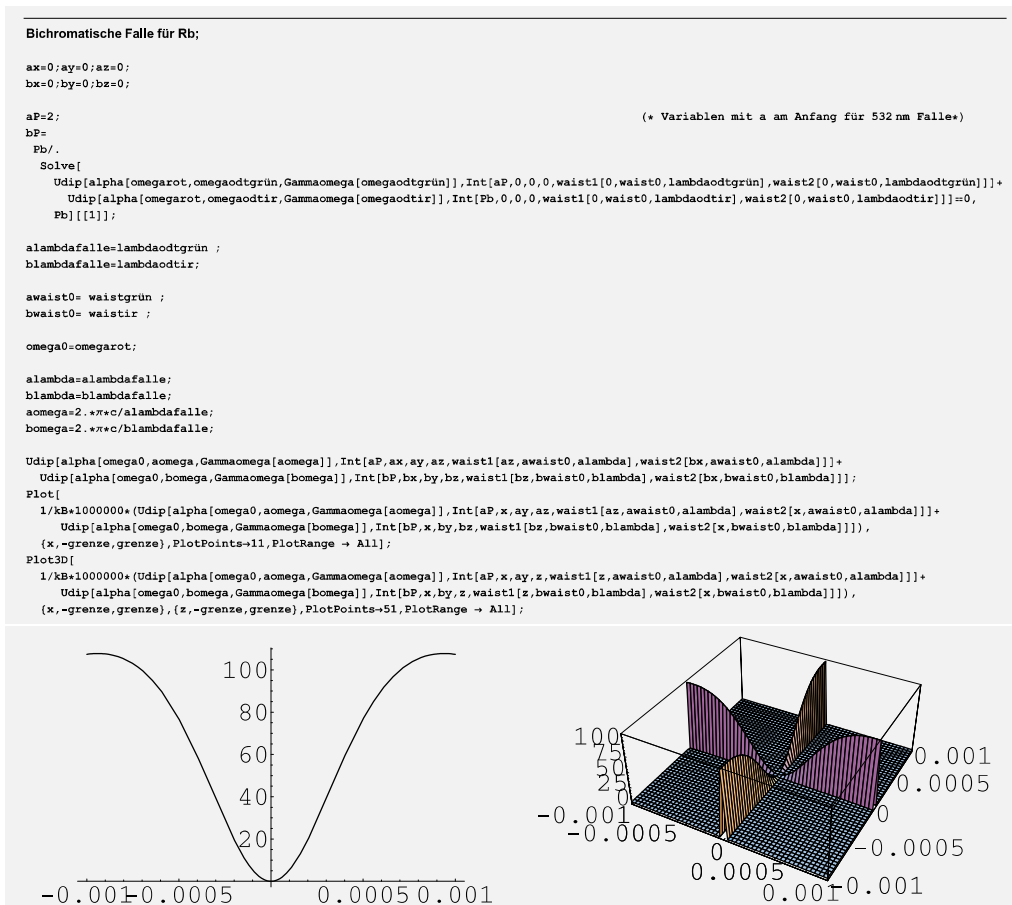 Bichromatische Falle für Rb;
ax=0;ay=0;az=0;
bx=0;by=0;bz=0;
aP=2; (* Variablen mit a am Anfang für 532 nm Falle*)
bP=
Pb/.
Solve[
Udip[alpha[omegarot,omegaodtgrün,Gammaomega[omegaodtgrün]],Int[aP,0,0,0,waist1[0,waist0,lambdaodtgrün],waist2[0,waist0,lambdaodtgrün]]]+
Udip[alpha[omegarot,omegaodtir,Gammaomega[omegaodtir]],Int[Pb,0,0,0,waist1[0,waist0,lambdaodtir],waist2[0,waist0,lambdaodtir]]]==0,
Pb][[1]];
alambdafalle=lambdaodtgrün ;
blambdafalle=lambdaodtir;
awaist0= waistgrün ;
bwaist0= waistir ;
omega0=omegarot;
alambda=alambdafalle;
blambda=blambdafalle;
aomega=2.*π*c/alambdafalle;
bomega=2.*π*c/blambdafalle;
Udip[alpha[omega0,aomega,Gammaomega[aomega]],Int[aP,ax,ay,az,waist1[az,awaist0,alambda],waist2[bx,awaist0,alambda]]]+
Udip[alpha[omega0,bomega,Gammaomega[bomega]],Int[bP,bx,by,bz,waist1[bz,bwaist0,blambda],waist2[bx,bwaist0,blambda]]];
Plot[
1/kB*1000000*(Udip[alpha[omega0,aomega,Gammaomega[aomega]],Int[aP,x,ay,az,waist1[az,awaist0,alambda],waist2[x,awaist0,alambda]]]+
Udip[alpha[omega0,bomega,Gammaomega[bomega]],Int[bP,x,by,bz,waist1[bz,bwaist0,blambda],waist2[x,bwaist0,blambda]]]),
{x,-grenze,grenze},PlotPoints→11,PlotRange → All];
Plot3D[
1/kB*1000000*(Udip[alpha[omega0,aomega,Gammaomega[aomega]],Int[aP,x,ay,z,waist1[z,awaist0,alambda],waist2[x,awaist0,alambda]]]+
Udip[alpha[omega0,bomega,Gammaomega[bomega]],Int[bP,x,by,z,waist1[z,bwaist0,blambda],waist2[x,bwaist0,blambda]]]),
{x,-grenze,grenze},{z,-grenze,grenze},PlotPoints→51,PlotRange → All];
100
80
60
40
20
-0.001 -0.0005 0.0005 0.001
100
75
50
25
0
-0.001
-0.0005
0
0.0005
0.001
0.001
0.0005
0
-0.0005
-0.001